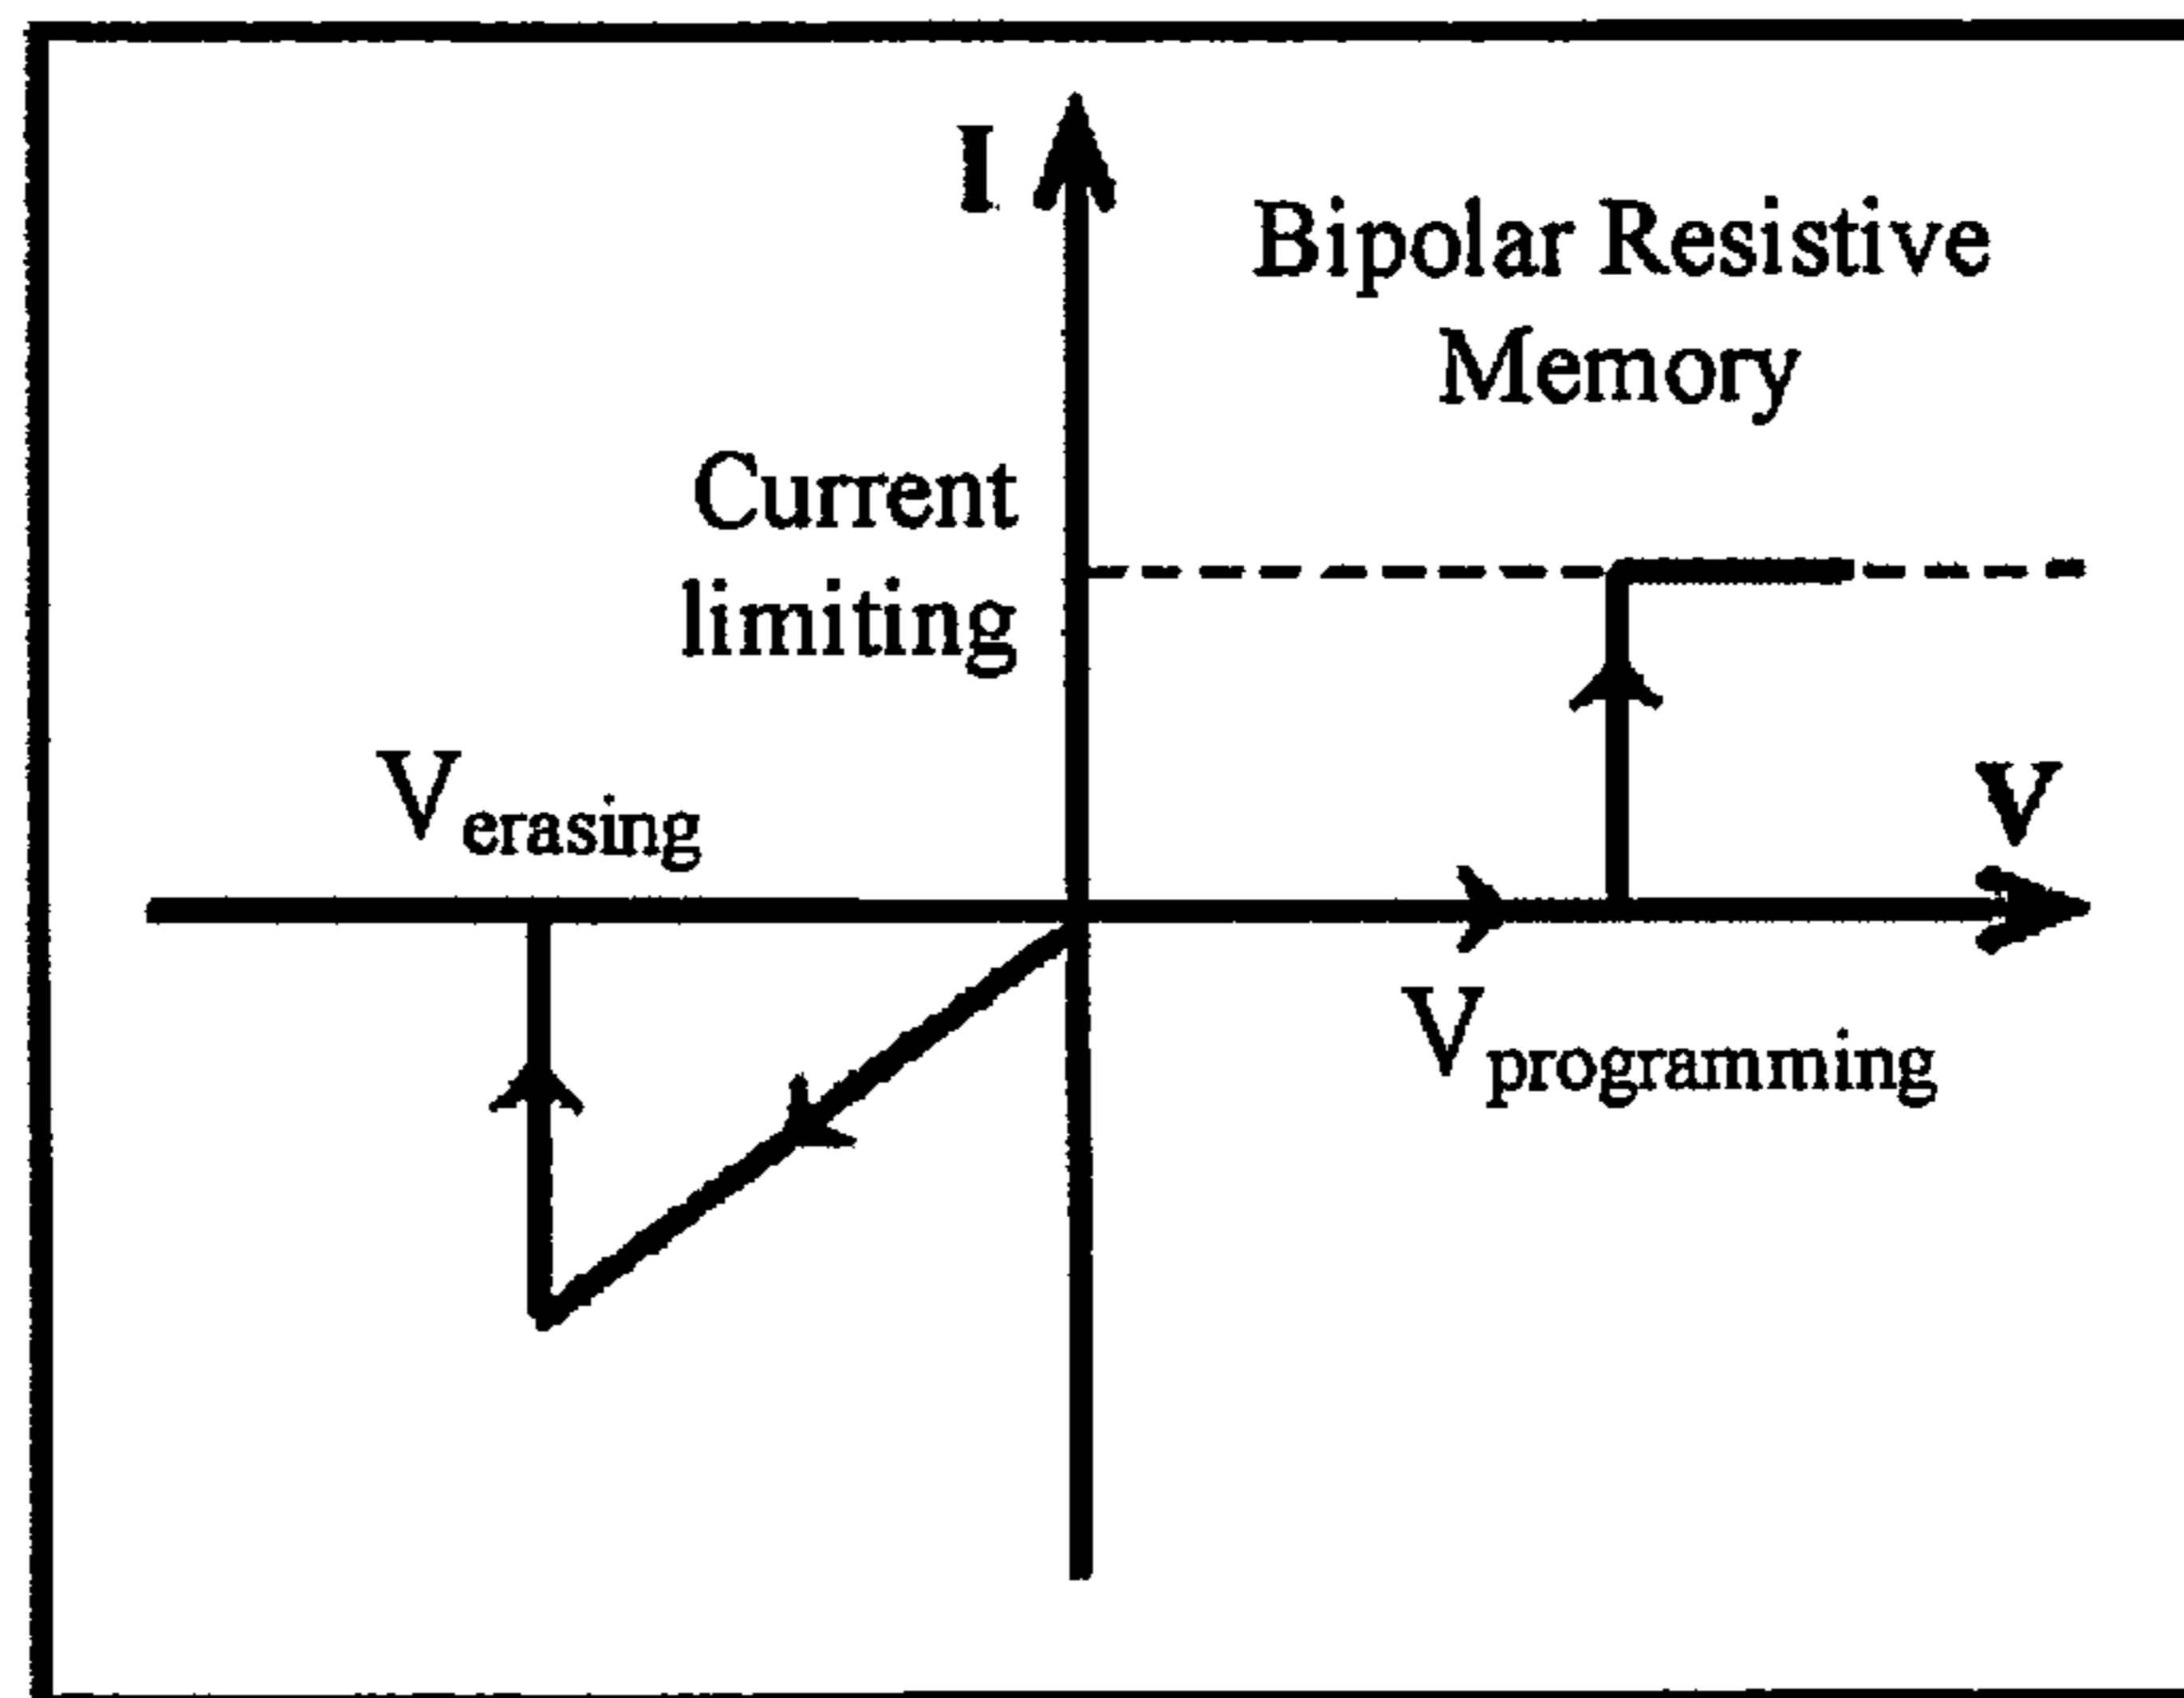 I
Bipolar Resistive
Memory
Current
limiting
Verasing
V
Vprogramming